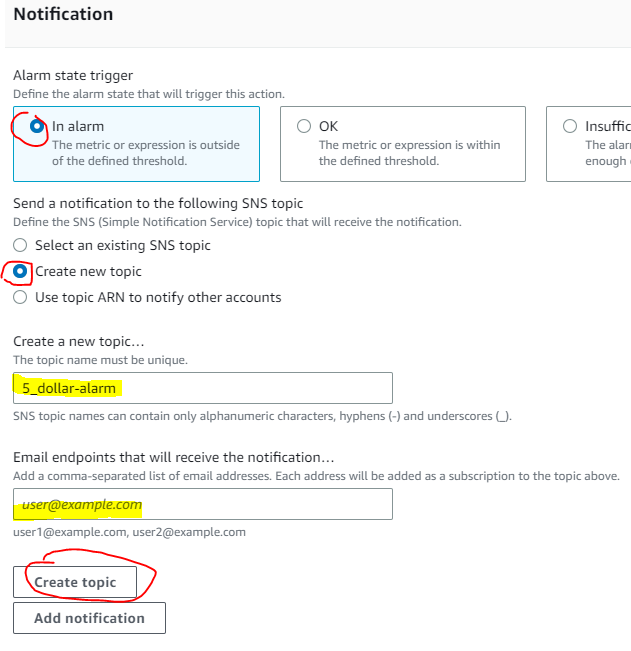 Notification
Alarm state trigger
Define the alarm state that will trigger this action.
In alarm
The metric or expression is outside
of the defined threshold.
OK
The metric or expression is within
the defined threshold.
Insuffic
The alar
enough
Send a notification to the following SNS topic
Define the SNS (Simple Notification Service) topic that will receive the notification.
Select an existing SNS topic
Create new topic
Use topic ARN to notify other accounts
Create a new topic…
The topic name must be unique.
5_dollar-alarm
SNS topic names can contain only alphanumeric characters, hyphens (-) and underscores (_).
Email endpoints that will receive the notification…
Add a comma-separated list of email addresses. Each address will be added as a subscription to the topic above.
user@example.com
user1@example.com, user2@example.com
Create topic
Add notification